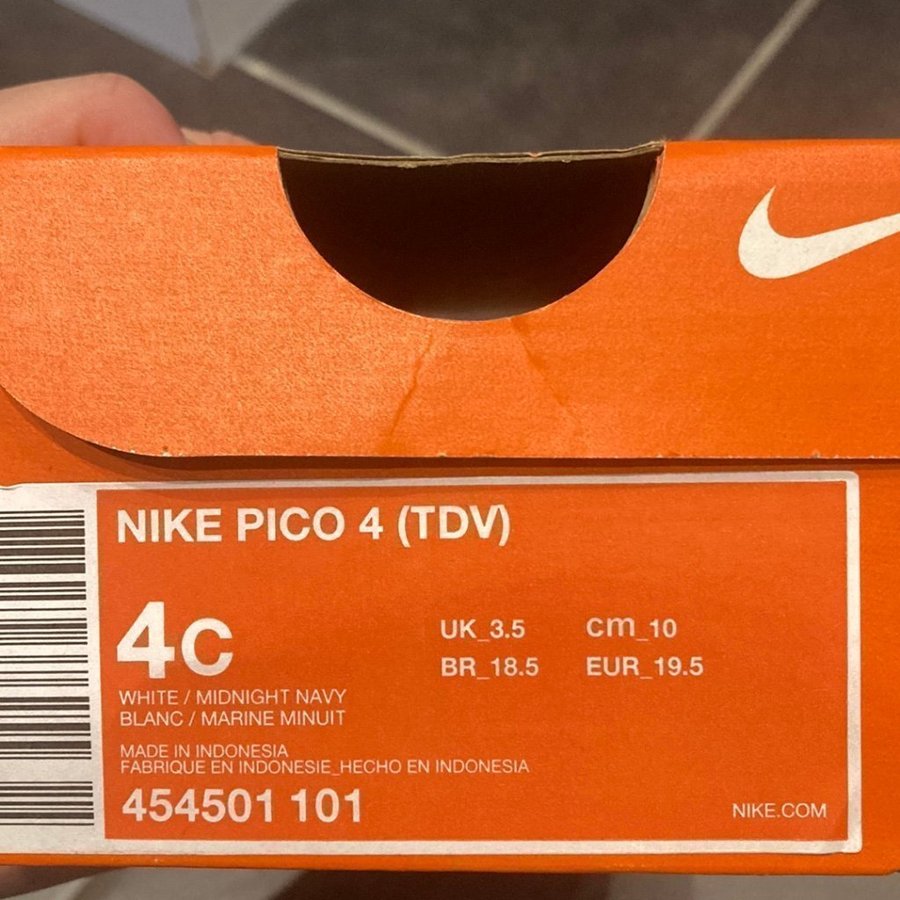 NIKE PICO 4 (TDV)
4C
UK_3.5 cm_10
BR_18.5 EUR_19.5
WHITE / MIDNIGHT NAVY
BLANC / MARINE MINUIT
MADE IN INDONESIA
FABRIQUE EN INDONESIE_HECHO EN INDONESIA
454501 101
NIKE.COM